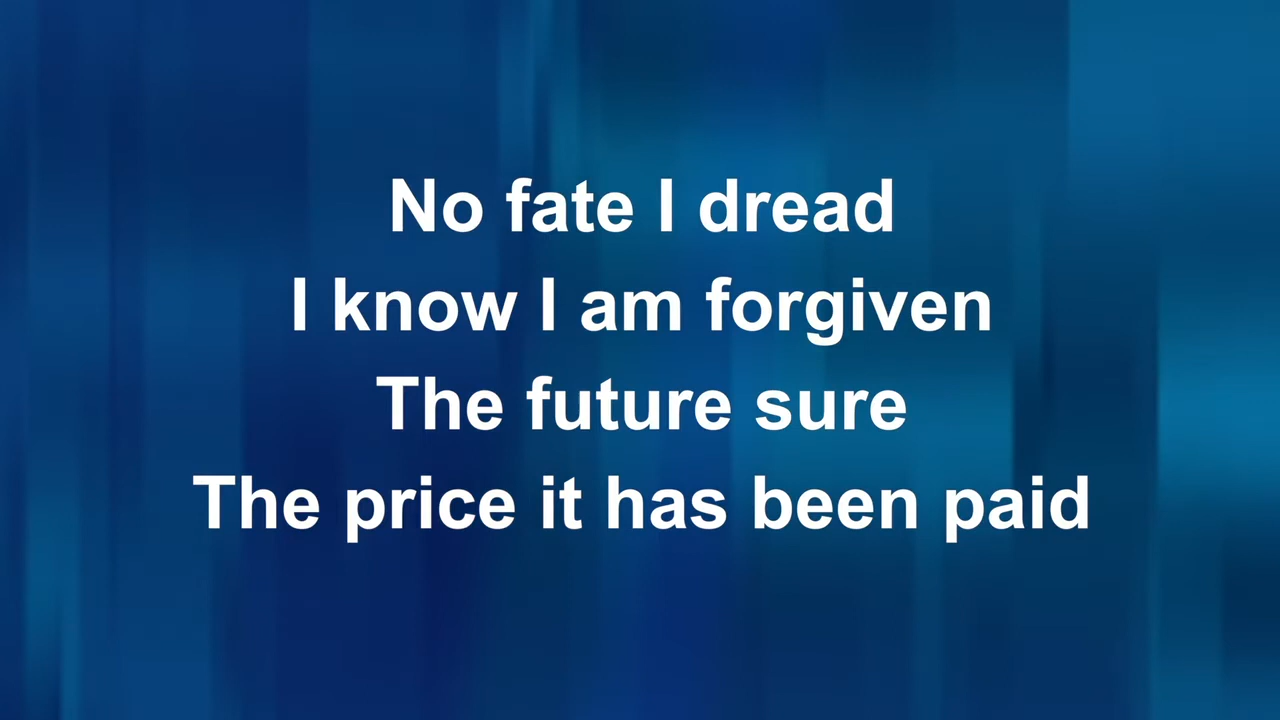 No fate I dread
I know I am forgiven
The future sure
The price it has been paid